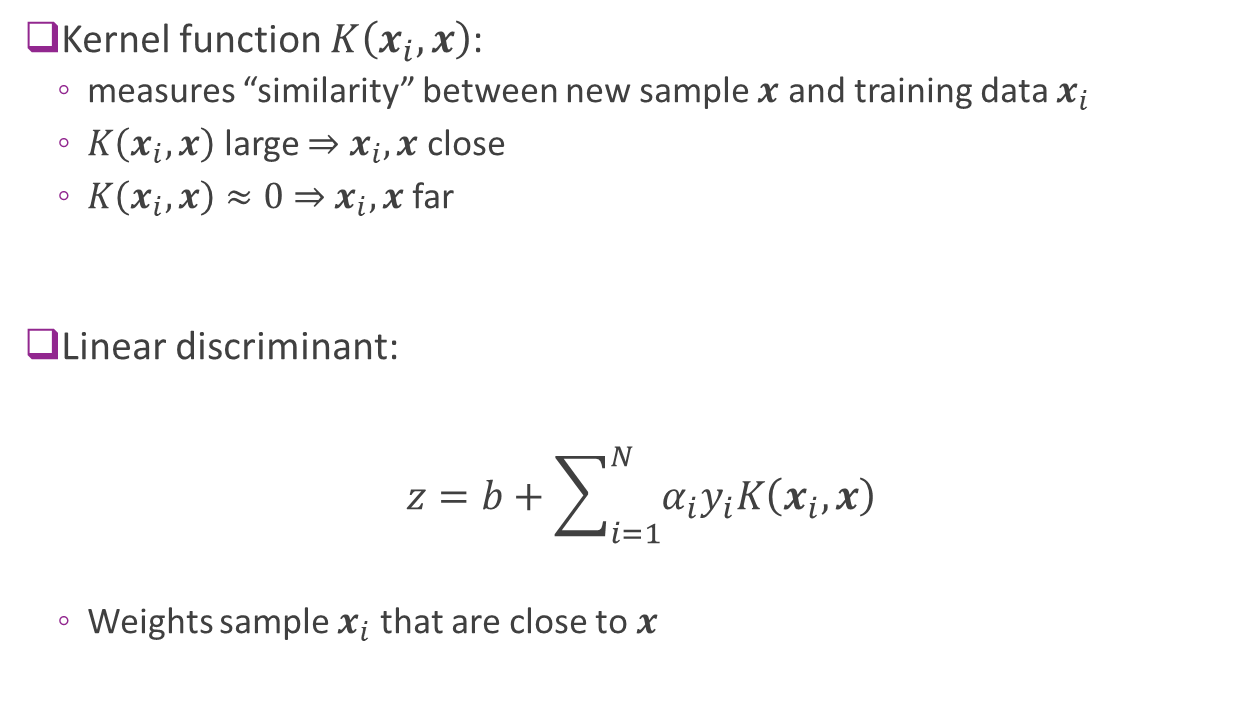 ❑Kernel function K(𝒙ᵢ, 𝒙):
◦ measures “similarity” between new sample 𝒙 and training data 𝒙ᵢ
◦ K(𝒙ᵢ, 𝒙) large ⇒ 𝒙ᵢ, 𝒙 close
◦ K(𝒙ᵢ, 𝒙) ≈ 0 ⇒ 𝒙ᵢ, 𝒙 far
❑Linear discriminant:
z = b + ∑ᵢ₌₁ᴺ αᵢyᵢK(𝒙ᵢ, 𝒙)
◦ Weights sample 𝒙ᵢ that are close to 𝒙